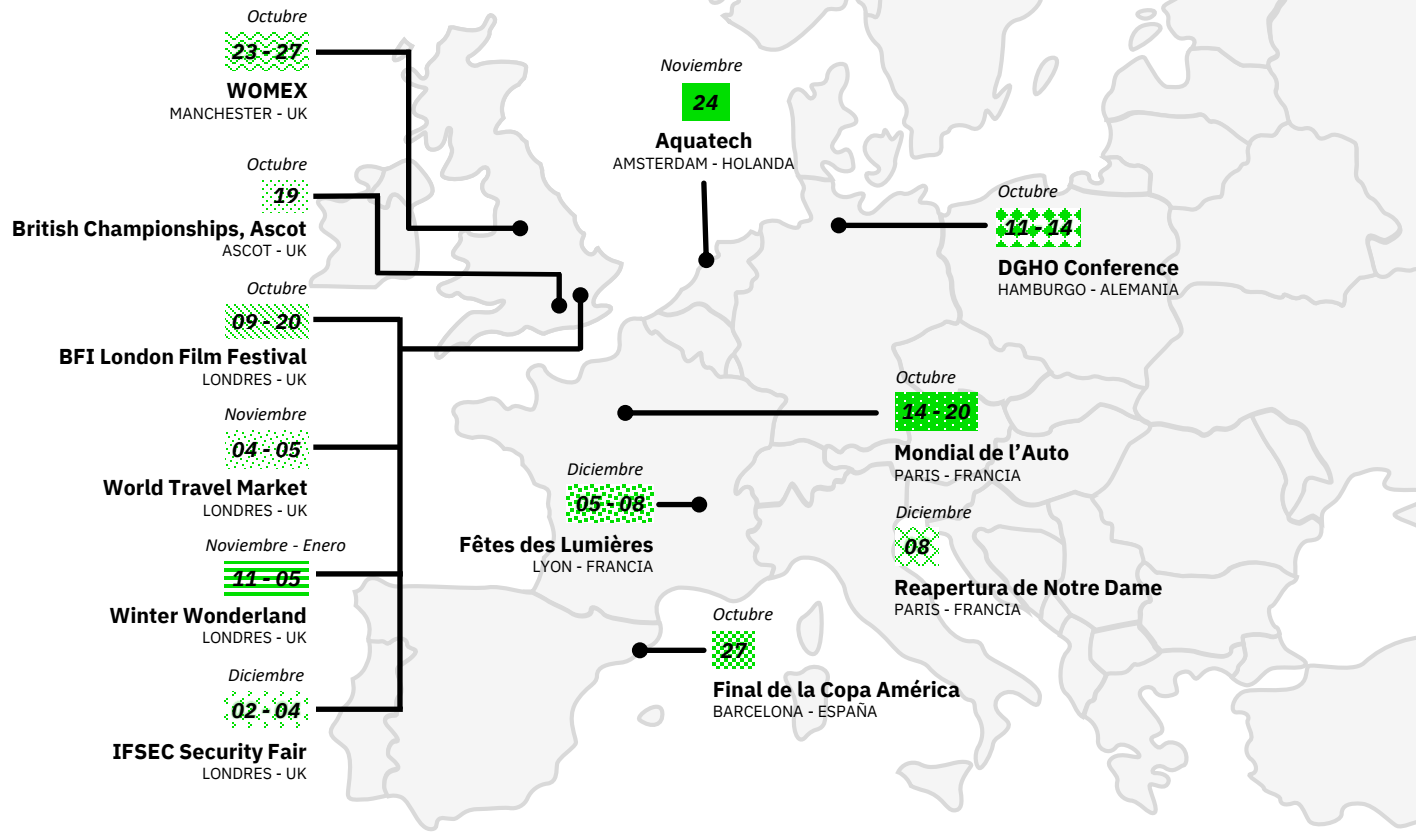 Octubre
23 - 27
WOMEX
MANCHESTER - UK
Octubre
19
British Championships, Ascot
ASCOT - UK
Octubre
09 - 20
BFI London Film Festival
LONDRES - UK
Noviembre
04 - 05
World Travel Market
LONDRES - UK
Noviembre - Enero
11 - 05
Winter Wonderland
LONDRES - UK
Diciembre
02 - 04
IFSEC Security Fair
LONDRES - UK
Noviembre
24
Aquatech
AMSTERDAM - HOLANDA
Octubre
11 - 14
DGHO Conference
HAMBURGO - ALEMANIA
Octubre
14 - 20
Mondial de l’Auto
PARIS - FRANCIA
Diciembre
05 - 08
Fêtes des Lumières
LYON - FRANCIA
Diciembre
08
Reapertura de Notre Dame
PARIS - FRANCIA
Octubre
27
Final de la Copa América
BARCELONA - ESPAÑA